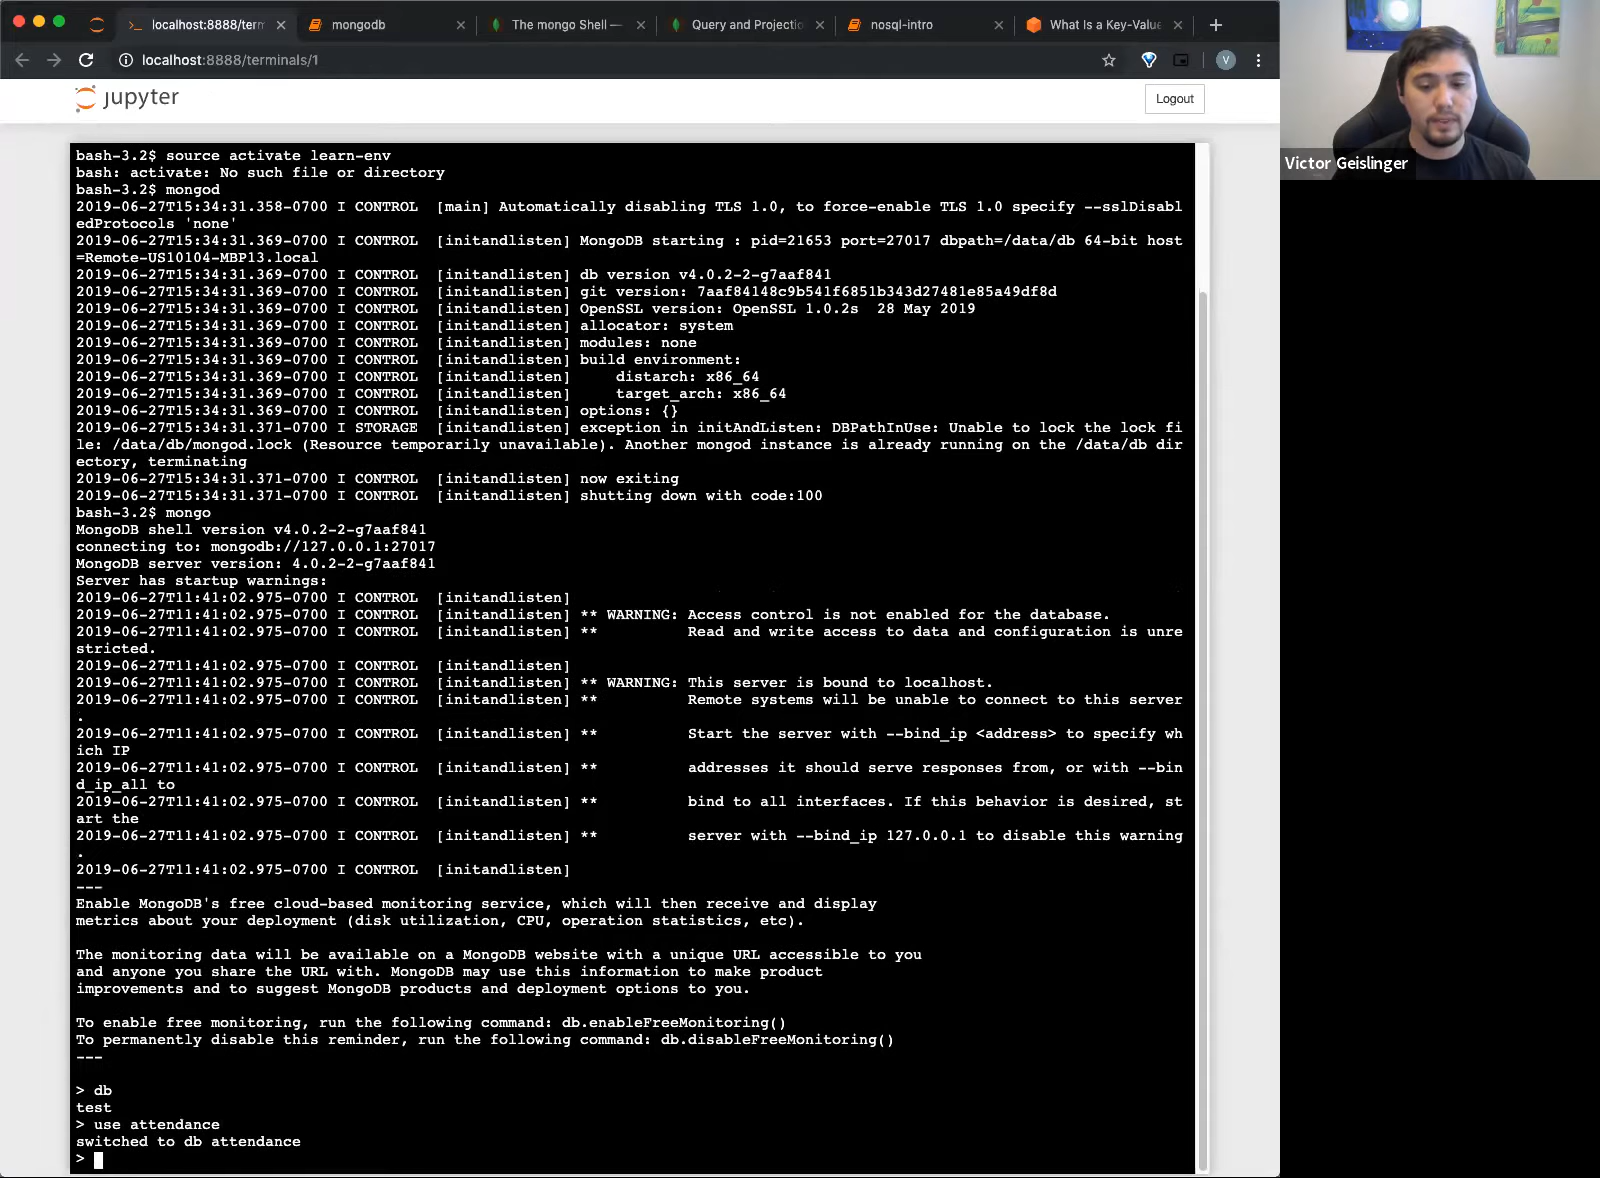 localhost:8888/term
mongodb
The mongo Shell —
Query and Projectio
nosql-intro
What Is a Key-Value
localhost:8888/terminals/1
V
jupyter
Logout
Victor Geislinger
bash-3.2$ source activate learn-env
bash: activate: No such file or directory
bash-3.2$ mongod
2019-06-27T15:34:31.358-0700 I CONTROL  [main] Automatically disabling TLS 1.0, to force-enable TLS 1.0 specify --sslDisabl
edProtocols 'none'
2019-06-27T15:34:31.369-0700 I CONTROL  [initandlisten] MongoDB starting : pid=21653 port=27017 dbpath=/data/db 64-bit host
=Remote-US10104-MBP13.local
2019-06-27T15:34:31.369-0700 I CONTROL  [initandlisten] db version v4.0.2-2-g7aaf841
2019-06-27T15:34:31.369-0700 I CONTROL  [initandlisten] git version: 7aaf84148c9b541f6851b343d27481e85a49df8d
2019-06-27T15:34:31.369-0700 I CONTROL  [initandlisten] OpenSSL version: OpenSSL 1.0.2s  28 May 2019
2019-06-27T15:34:31.369-0700 I CONTROL  [initandlisten] allocator: system
2019-06-27T15:34:31.369-0700 I CONTROL  [initandlisten] modules: none
2019-06-27T15:34:31.369-0700 I CONTROL  [initandlisten] build environment:
2019-06-27T15:34:31.369-0700 I CONTROL  [initandlisten]     distarch: x86_64
2019-06-27T15:34:31.369-0700 I CONTROL  [initandlisten]     target_arch: x86_64
2019-06-27T15:34:31.369-0700 I CONTROL  [initandlisten] options: {}
2019-06-27T15:34:31.371-0700 I STORAGE  [initandlisten] exception in initAndListen: DBPathInUse: Unable to lock the lock fi
le: /data/db/mongod.lock (Resource temporarily unavailable). Another mongod instance is already running on the /data/db dir
ectory, terminating
2019-06-27T15:34:31.371-0700 I CONTROL  [initandlisten] now exiting
2019-06-27T15:34:31.371-0700 I CONTROL  [initandlisten] shutting down with code:100
bash-3.2$ mongo
MongoDB shell version v4.0.2-2-g7aaf841
connecting to: mongodb://127.0.0.1:27017
MongoDB server version: 4.0.2-2-g7aaf841
Server has startup warnings:
2019-06-27T11:41:02.975-0700 I CONTROL  [initandlisten]
2019-06-27T11:41:02.975-0700 I CONTROL  [initandlisten] ** WARNING: Access control is not enabled for the database.
2019-06-27T11:41:02.975-0700 I CONTROL  [initandlisten] **          Read and write access to data and configuration is unre
stricted.
2019-06-27T11:41:02.975-0700 I CONTROL  [initandlisten]
2019-06-27T11:41:02.975-0700 I CONTROL  [initandlisten] ** WARNING: This server is bound to localhost.
2019-06-27T11:41:02.975-0700 I CONTROL  [initandlisten] **          Remote systems will be unable to connect to this server
.
2019-06-27T11:41:02.975-0700 I CONTROL  [initandlisten] **          Start the server with --bind_ip <address> to specify wh
ich IP
2019-06-27T11:41:02.975-0700 I CONTROL  [initandlisten] **          addresses it should serve responses from, or with --bin
d_ip_all to
2019-06-27T11:41:02.975-0700 I CONTROL  [initandlisten] **          bind to all interfaces. If this behavior is desired, st
art the
2019-06-27T11:41:02.975-0700 I CONTROL  [initandlisten] **          server with --bind_ip 127.0.0.1 to disable this warning
.
2019-06-27T11:41:02.975-0700 I CONTROL  [initandlisten]
---
Enable MongoDB's free cloud-based monitoring service, which will then receive and display
metrics about your deployment (disk utilization, CPU, operation statistics, etc).
The monitoring data will be available on a MongoDB website with a unique URL accessible to you
and anyone you share the URL with. MongoDB may use this information to make product
improvements and to suggest MongoDB products and deployment options to you.
To enable free monitoring, run the following command: db.enableFreeMonitoring()
To permanently disable this reminder, run the following command: db.disableFreeMonitoring()
---
> db
test
> use attendance
switched to db attendance
>